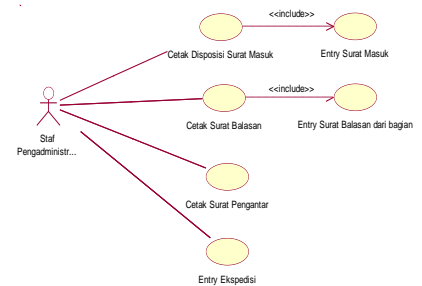 <<include>>
Cetak Disposisi Surat Masuk
Entry Surat Masuk
<<include>>
Cetak Surat Balasan
Entry Surat Balasan dari bagian
Staf
Pengadministr...
Cetak Surat Pengantar
Entry Ekspedisi